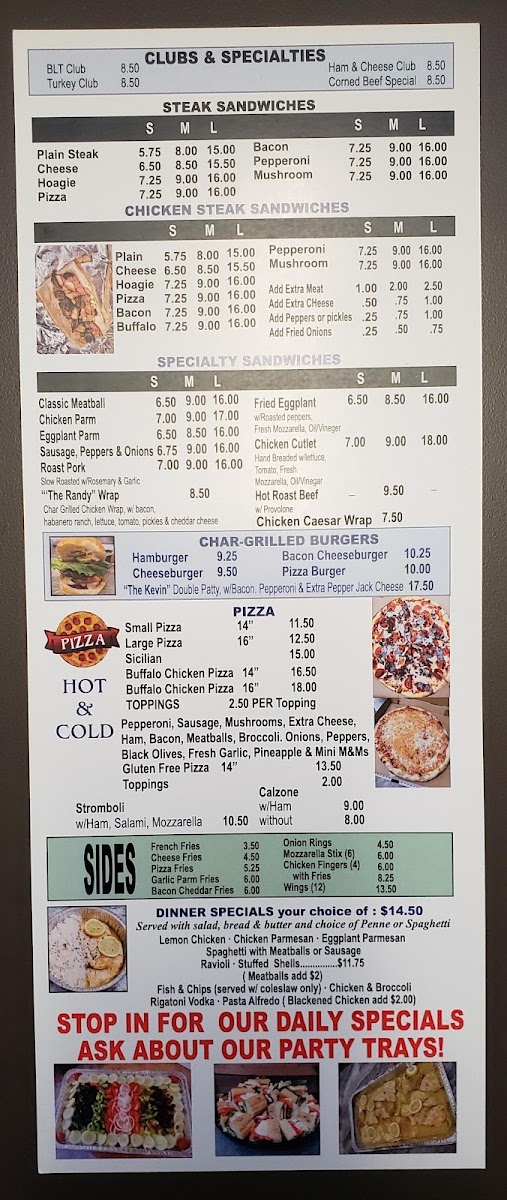 CLUBS & SPECIALTIES
BLT Club 8.50 Ham & Cheese Club 8.50
Turkey Club 8.50 Corned Beef Special 8.50
STEAK SANDWICHES
S M L S M L
Plain Steak 5.75 8.00 15.00 Bacon 7.25 9.00 16.00
Cheese 6.50 8.50 15.50 Pepperoni 7.25 9.00 16.00
Hoagie 7.25 9.00 16.00 Mushroom 7.25 9.00 16.00
Pizza 7.25 9.00 16.00
CHICKEN STEAK SANDWICHES
S M L S M L
Plain 5.75 8.00 15.00 Pepperoni 7.25 9.00 16.00
Cheese 6.50 8.50 15.50 Mushroom 7.25 9.00 16.00
Hoagie 7.25 9.00 16.00 Add Extra Meat 1.00 2.00 2.50
Pizza 7.25 9.00 16.00 Add Extra Cheese .50 .75 1.00
Bacon 7.25 9.00 16.00 Add Peppers or pickles .25 .75 1.00
Buffalo 7.25 9.00 16.00 Add Fried Onions .25 .50 .75
SPECIALTY SANDWICHES
S M L S M L
Classic Meatball 6.50 9.00 16.00 Fried Eggplant 6.50 8.50 16.00
Chicken Parm 7.00 9.00 17.00 w/Roasted peppers,
Eggplant Parm 6.50 8.50 16.00 Fresh Mozzarella, Oil/Vineger
Sausage, Peppers & Onions 6.75 9.00 16.00 Chicken Cutlet 7.00 9.00 18.00
Roast Pork 7.00 9.00 16.00 Hand Breaded w/lettuce,
Slow Roasted w/Rosemary & Garlic Tomato, Fresh
Mozzarella, Oil/Vinegar
"'The Randy" Wrap 8.50 Hot Roast Beef – 9.50 –
Char Grilled Chicken Wrap, w/ bacon, w/ Provolone
habanero ranch, lettuce, tomato, pickles & cheddar cheese Chicken Caesar Wrap 7.50
CHAR-GRILLED BURGERS
Hamburger 9.25 Bacon Cheeseburger 10.25
Cheeseburger 9.50 Pizza Burger 10.00
"The Kevin" Double Patty, w/Bacon. Pepperoni & Extra Pepper Jack Cheese 17.50
PIZZA
PIZZA
HOT
&
COLD
Small Pizza 14" 11.50
Large Pizza 16" 12.50
Sicilian 15.00
Buffalo Chicken Pizza 14" 16.50
Buffalo Chicken Pizza 16" 18.00
TOPPINGS 2.50 PER Topping
Pepperoni, Sausage, Mushrooms, Extra Cheese,
Ham, Bacon, Meatballs, Broccoli. Onions, Peppers,
Black Olives, Fresh Garlic, Pineapple & Mini M&Ms
Gluten Free Pizza 14" 13.50
Toppings 2.00
Calzone
Stromboli w/Ham 9.00
w/Ham, Salami, Mozzarella 10.50 without 8.00
SIDES
French Fries 3.50 Onion Rings 4.50
Cheese Fries 4.50 Mozzarella Stix (6) 6.00
Pizza Fries 5.25 Chicken Fingers (4) 6.00
Garlic Parm Fries 6.00 with Fries 8.25
Bacon Cheddar Fries 6.00 Wings (12) 13.50
DINNER SPECIALS your choice of : $14.50
Served with salad, bread & butter and choice of Penne or Spaghetti
Lemon Chicken · Chicken Parmesan · Eggplant Parmesan
Spaghetti with Meatballs or Sausage
Ravioli · Stuffed Shells...............$11.75
( Meatballs add $2)
Fish & Chips (served w/ coleslaw only) · Chicken & Broccoli
Rigatoni Vodka · Pasta Alfredo ( Blackened Chicken add $2.00)
STOP IN FOR OUR DAILY SPECIALS
ASK ABOUT OUR PARTY TRAYS!